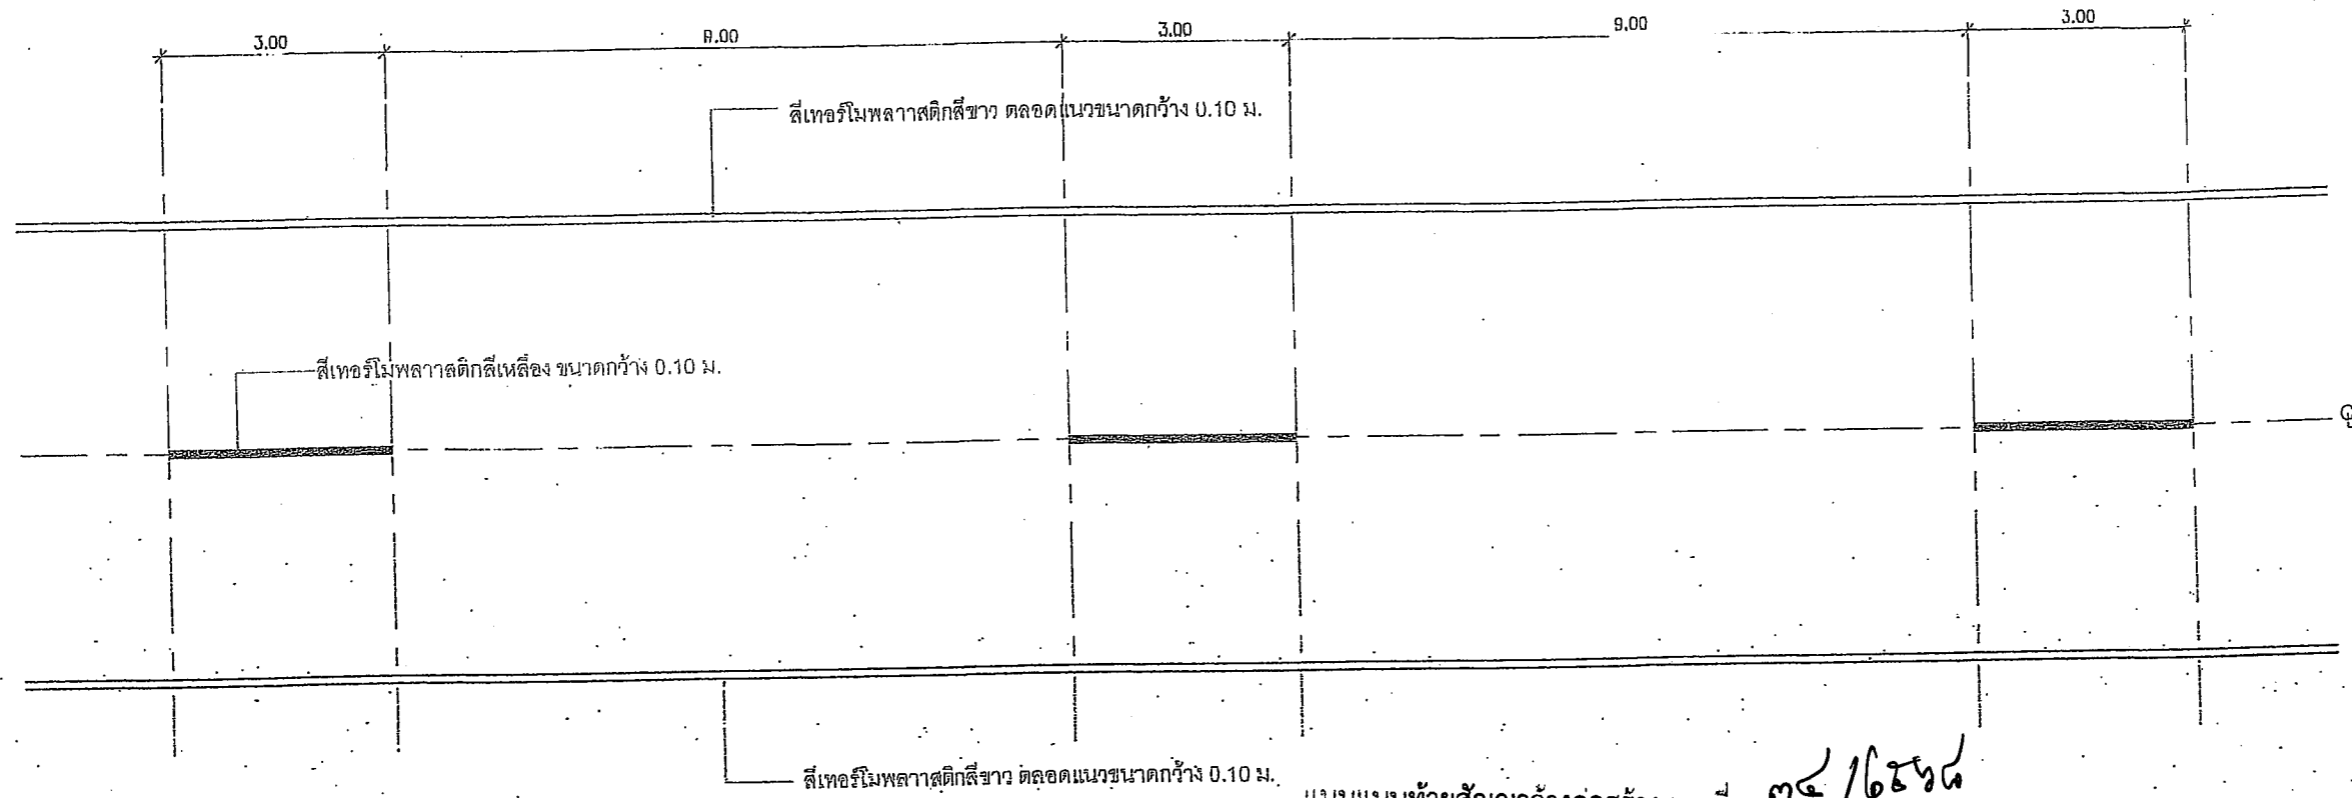 3.00 9.00 3.00 9.00 3.00
สีเทอร์โมพลาาสติกสีขาว ตลอดแนวขนาดกว้าง 0.10 ม.
สีเทอร์โมพลาาสติกสีเหลือง ขนาดกว้าง 0.10 ม.
สีเทอร์โมพลาาสติกสีขาว ตลอดแนวขนาดกว้าง 0.10 ม.